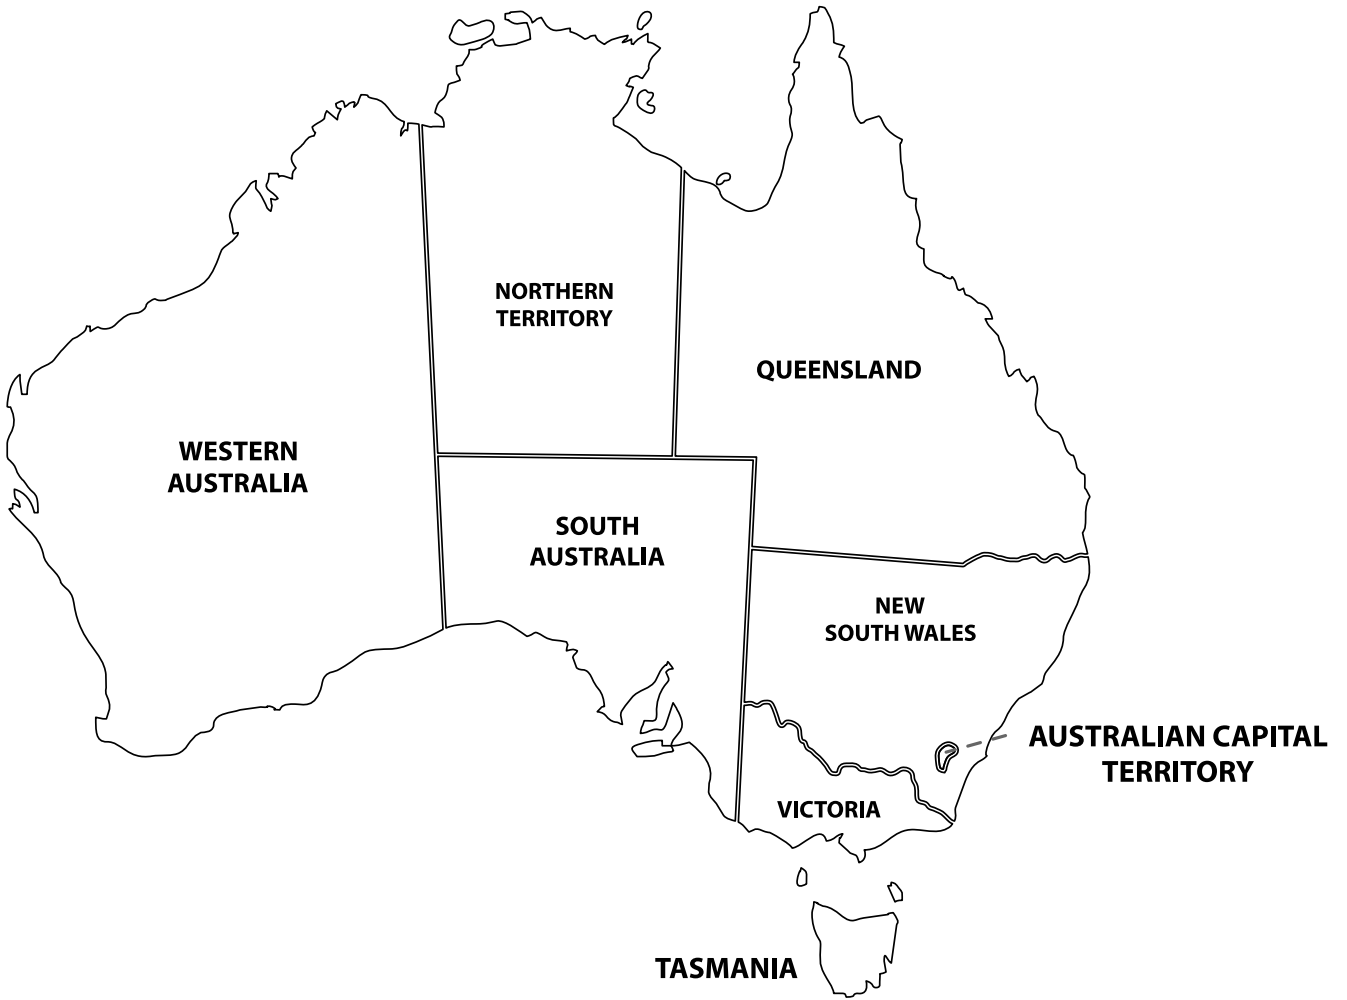 NORTHERN
TERRITORY
QUEENSLAND
WESTERN
AUSTRALIA
SOUTH
AUSTRALIA
NEW
SOUTH WALES
AUSTRALIAN CAPITAL
TERRITORY
VICTORIA
TASMANIA